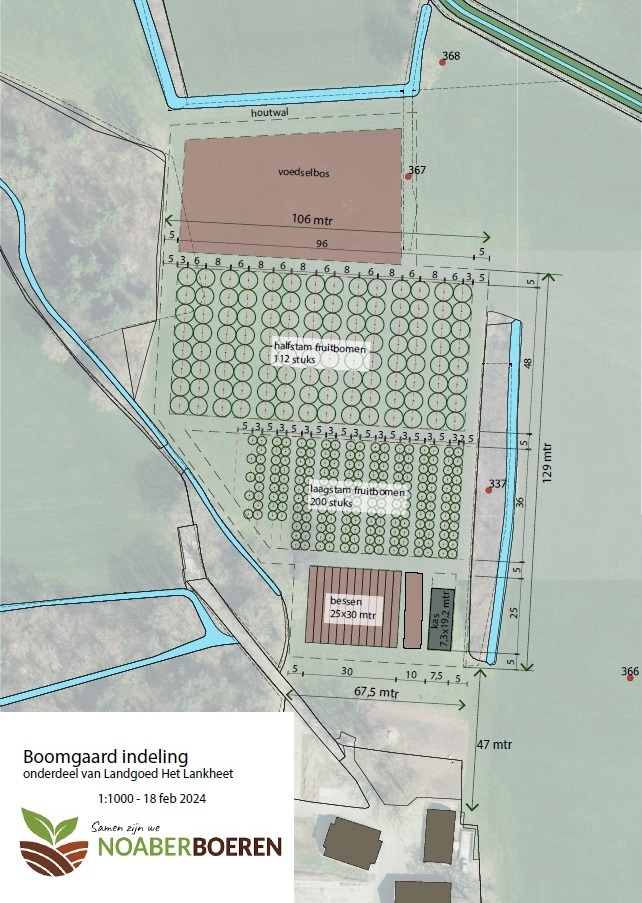 368
houtwal
voedselbos
367
106 mtr
5 96 5
5 3 6 8 6 8 6 8 6 8 6 8 6 8 6 3 5
5
halfstam fruitbomen
112 stuks
48
5 3 5 3 5 3 5 3 5 3 5 3 5 3 5 3 5 3 2 5
5
129 mtr
laagstam fruitbomen
200 stuks
337
36
5
bessen
25x30 mtr
kas
7,3x19,2 mtr
25
5
366
5 30 10 7,5 5
67,5 mtr
47 mtr
Boomgaard indeling
onderdeel van Landgoed Het Lankheet
1:1000 - 18 feb 2024
Samen zijn we
NOABERBOEREN